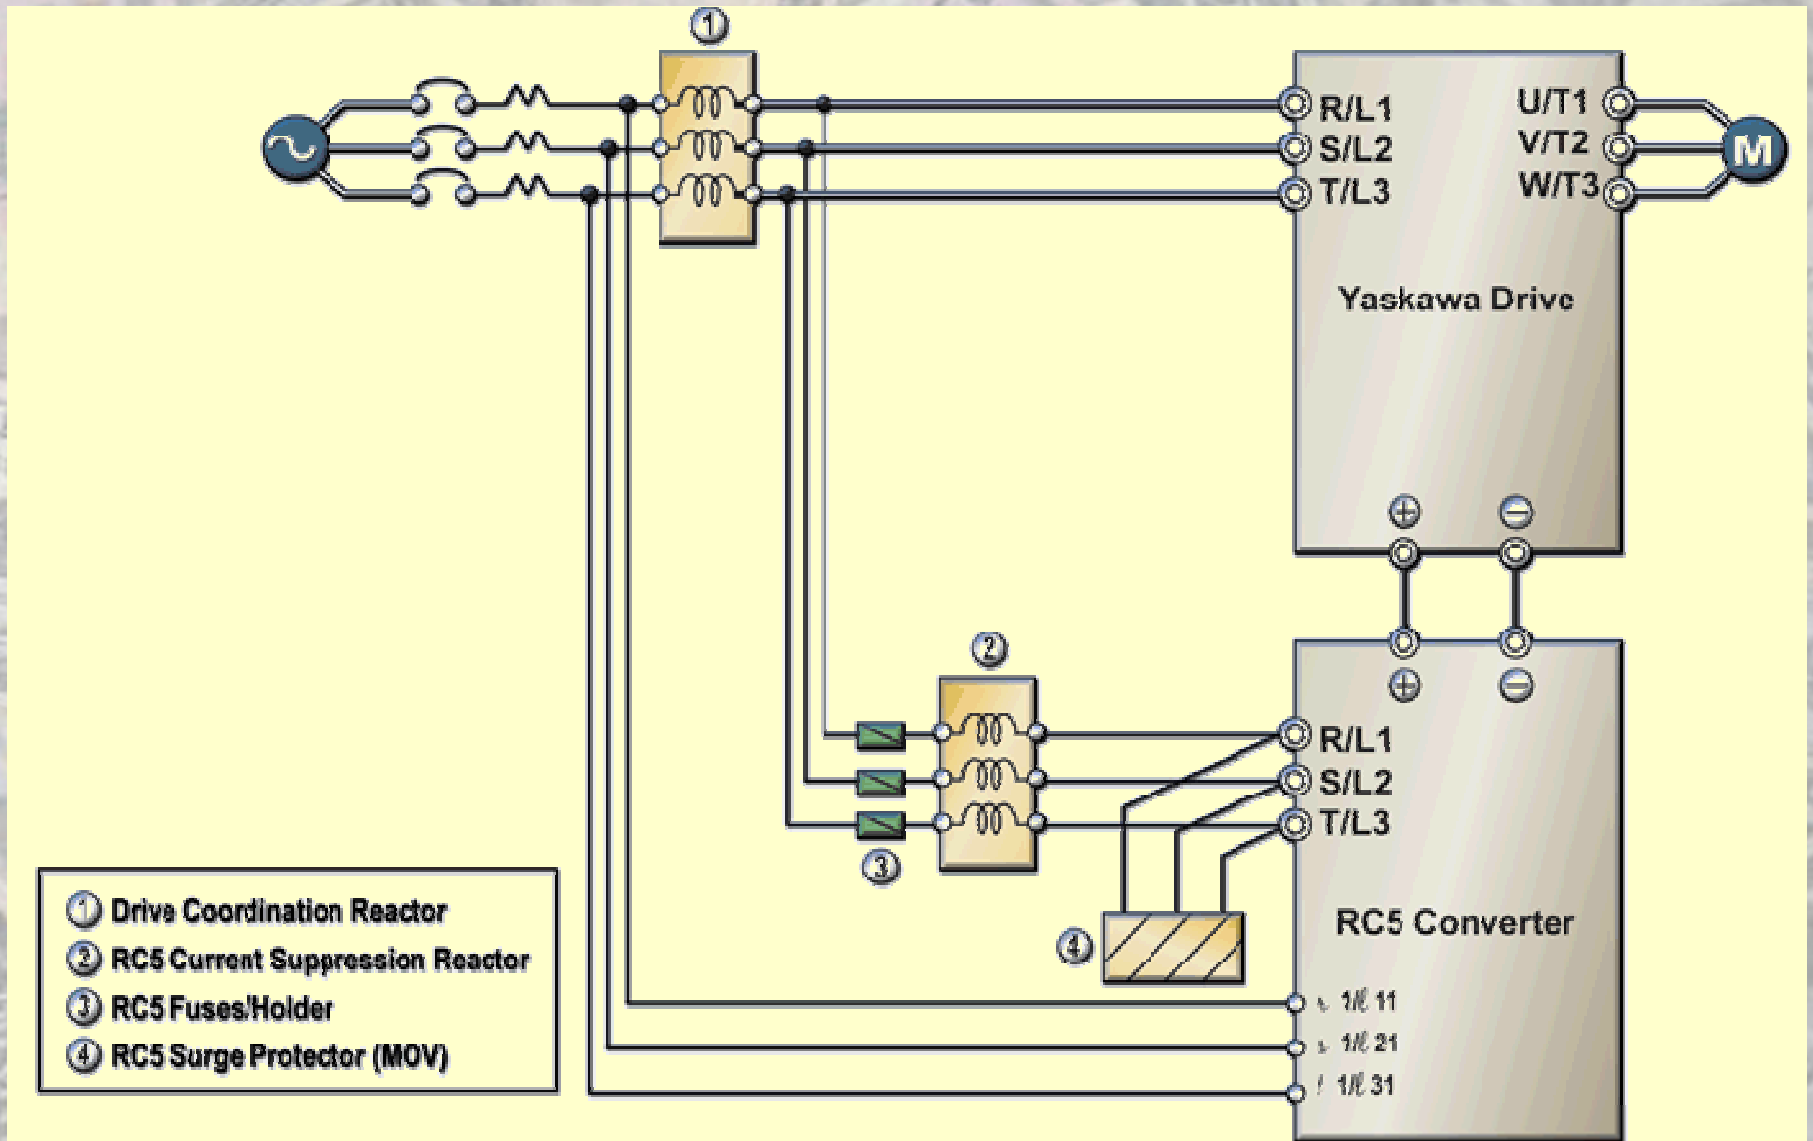 1
R/L1
U/T1
S/L2
V/T2
T/L3
W/T3
M
Yaskawa Drive
+ −
+ −
2
R/L1
S/L2
T/L3
3
RC5 Converter
4
1/ℓ 11
1/ℓ 21
1/ℓ 31
1 Drive Coordination Reactor
2 RC5 Current Suppression Reactor
3 RC5 Fuses/Holder
4 RC5 Surge Protector (MOV)